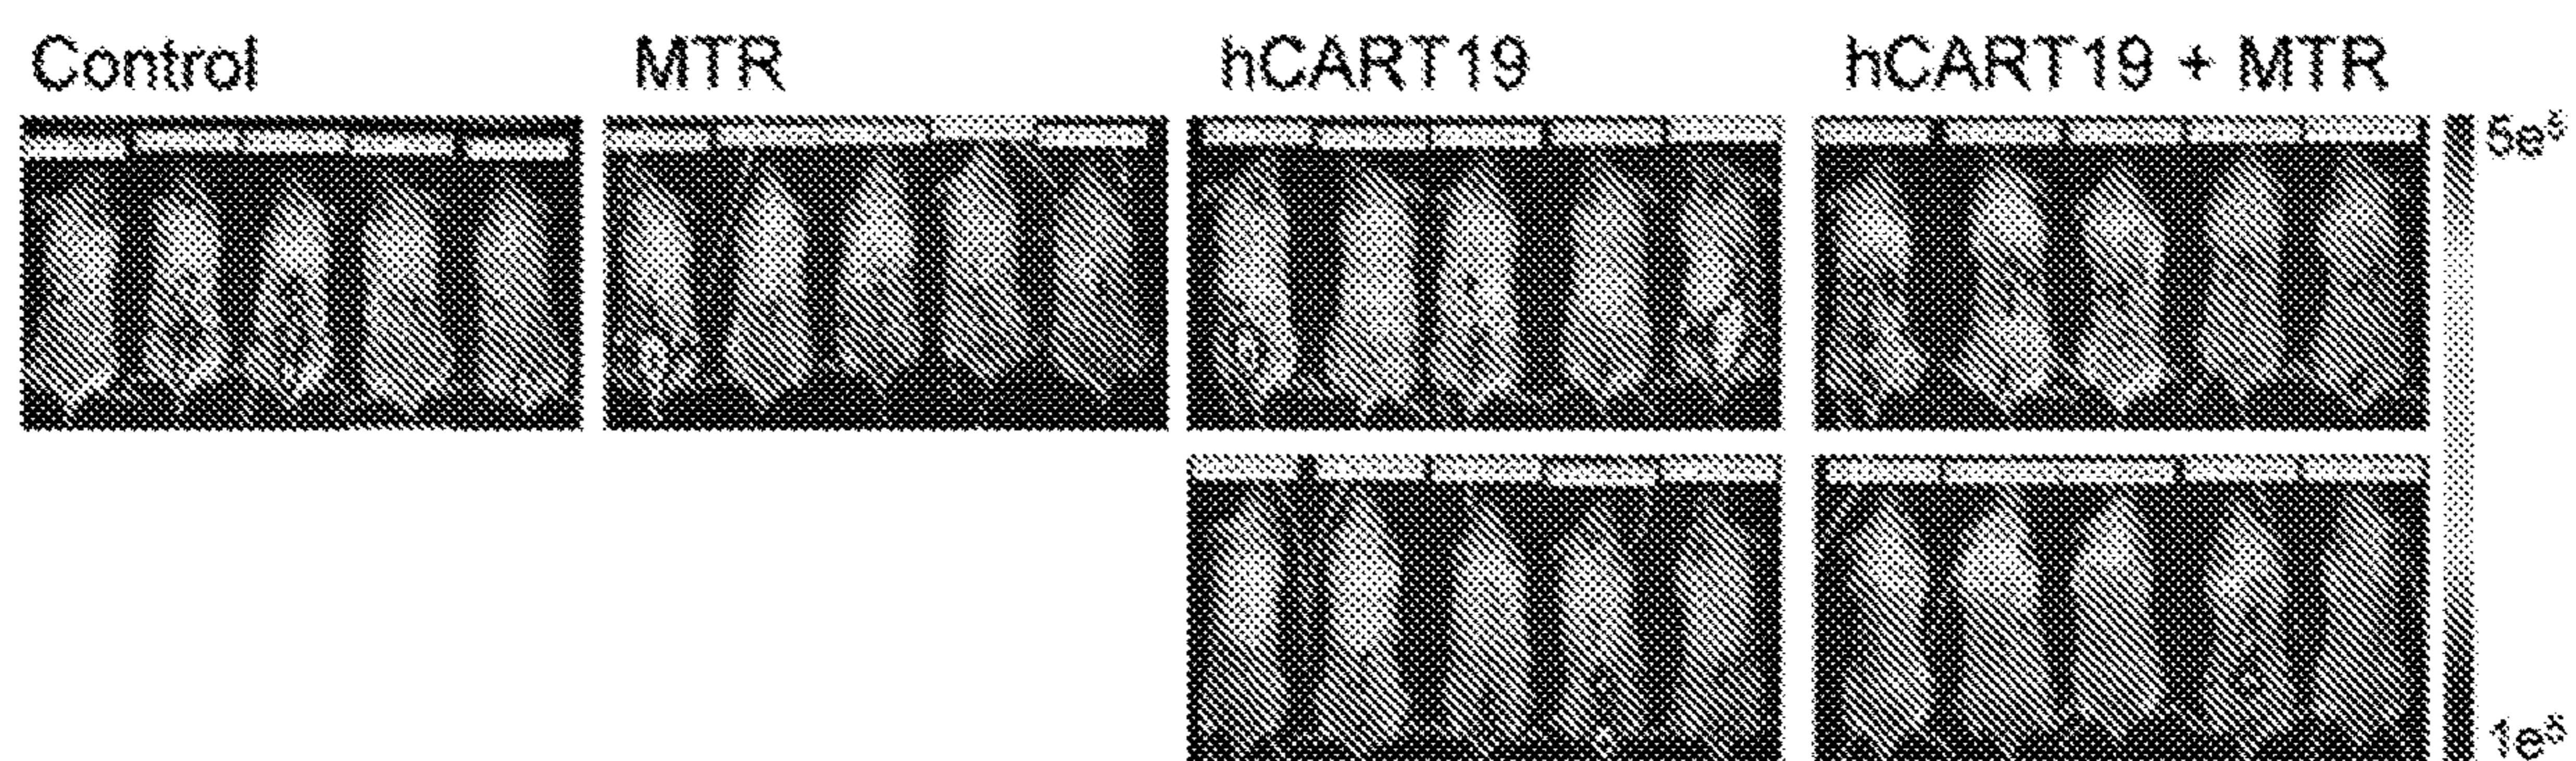 Control
MTR
hCART19
hCART19 + MTR
5e⁵
1e⁵